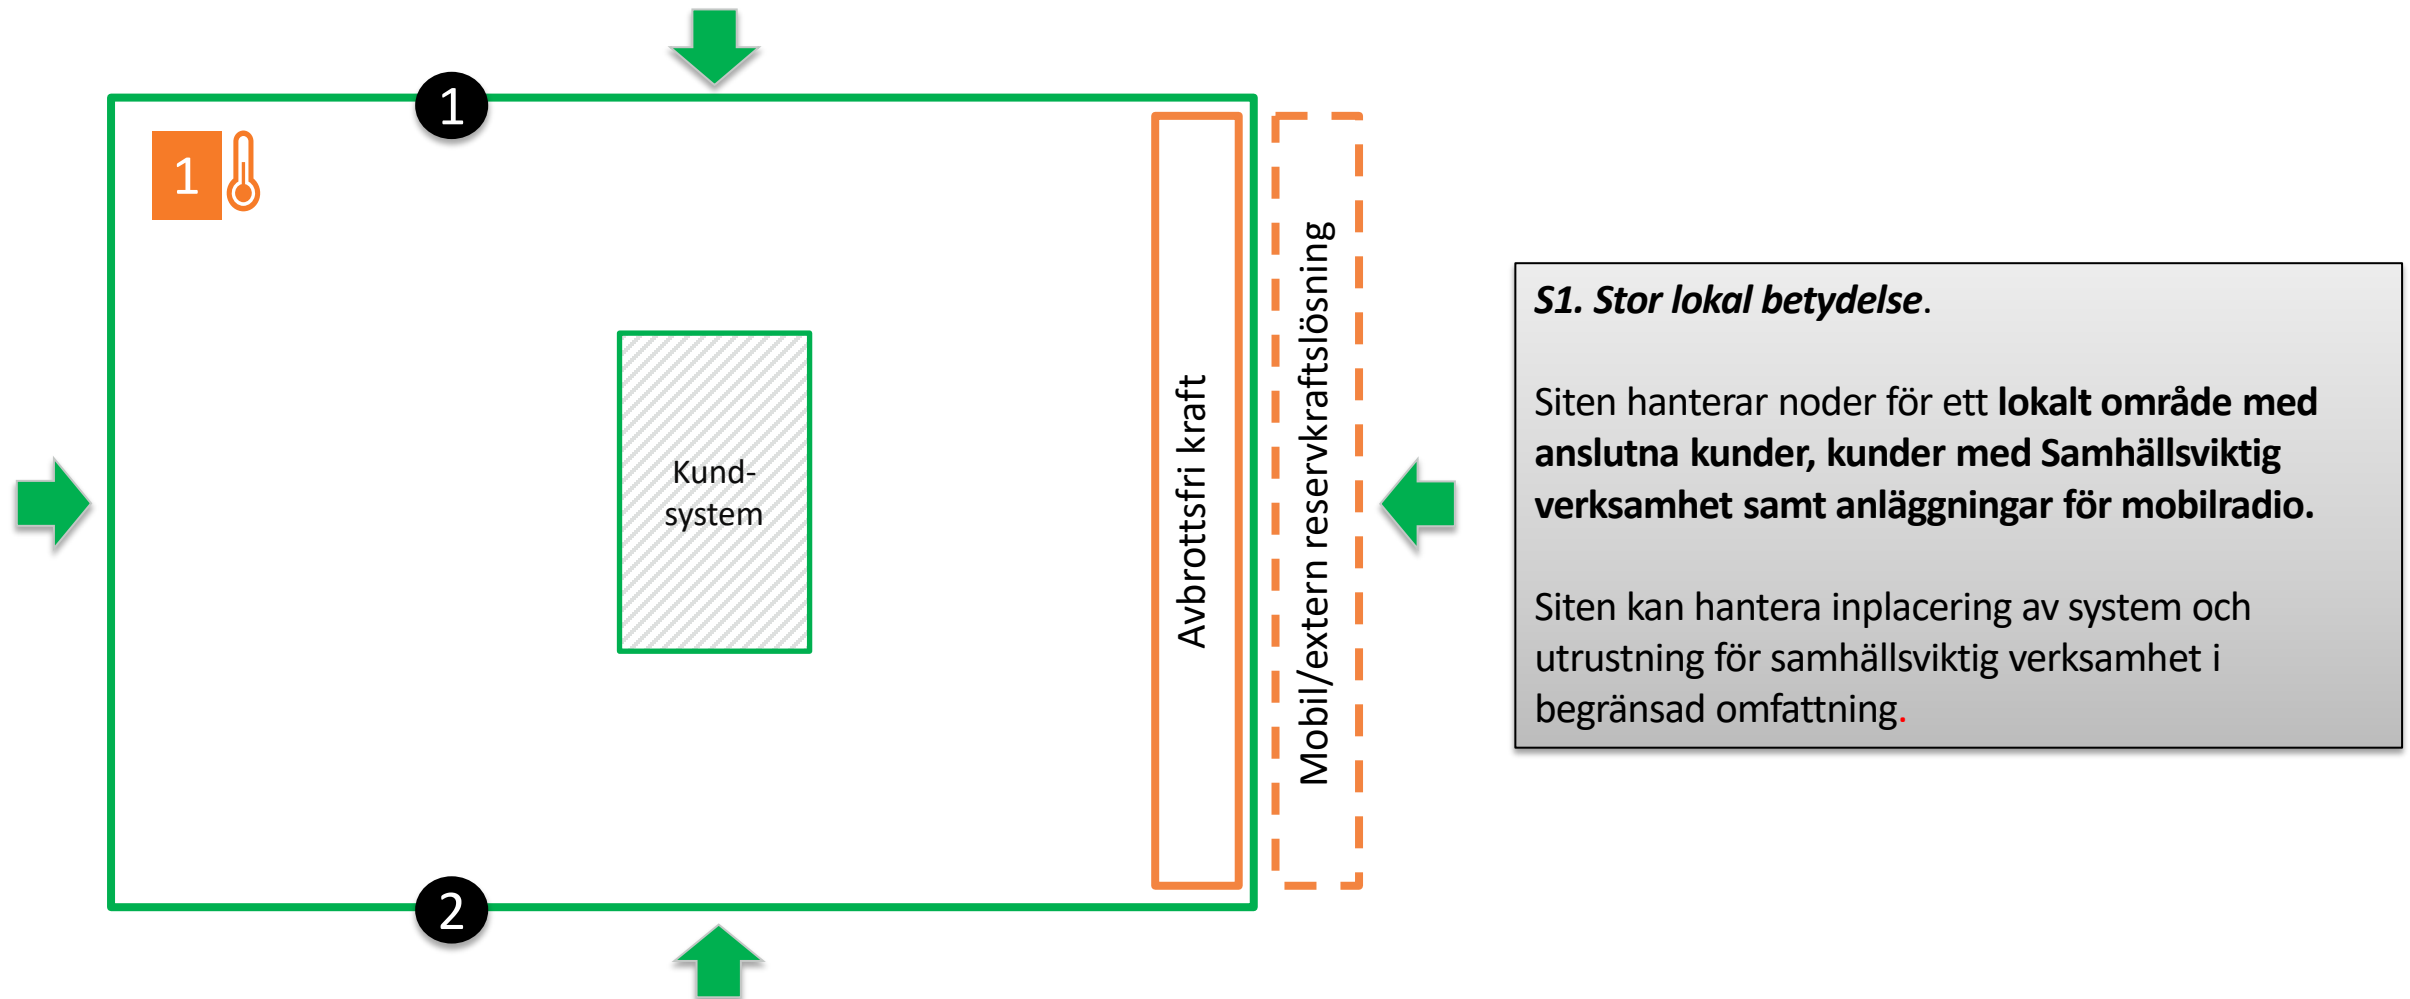 1
1
Kund-
system
2
Avbrottsfri kraft
Mobil/extern reservkraftslösning
S1. Stor lokal betydelse.
Siten hanterar noder för ett lokalt område med
anslutna kunder, kunder med Samhällsviktig
verksamhet samt anläggningar för mobilradio.
Siten kan hantera inplacering av system och
utrustning för samhällsviktig verksamhet i
begränsad omfattning.